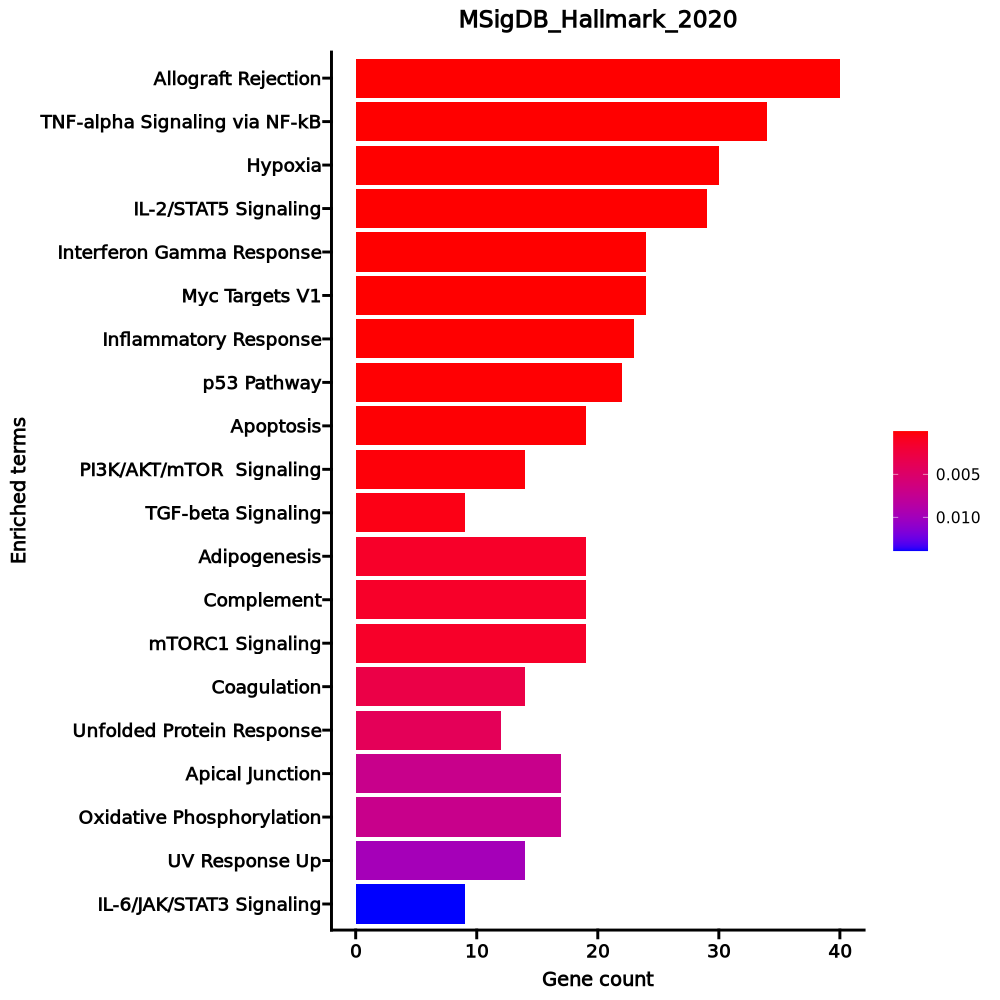 MSigDB_Hallmark_2020
Enriched terms
Allograft Rejection
TNF-alpha Signaling via NF-kB
Hypoxia
IL-2/STAT5 Signaling
Interferon Gamma Response
Myc Targets V1
Inflammatory Response
p53 Pathway
Apoptosis
PI3K/AKT/mTOR  Signaling
TGF-beta Signaling
Adipogenesis
Complement
mTORC1 Signaling
Coagulation
Unfolded Protein Response
Apical Junction
Oxidative Phosphorylation
UV Response Up
IL-6/JAK/STAT3 Signaling
0 10 20 30 40
Gene count
0.005
0.010